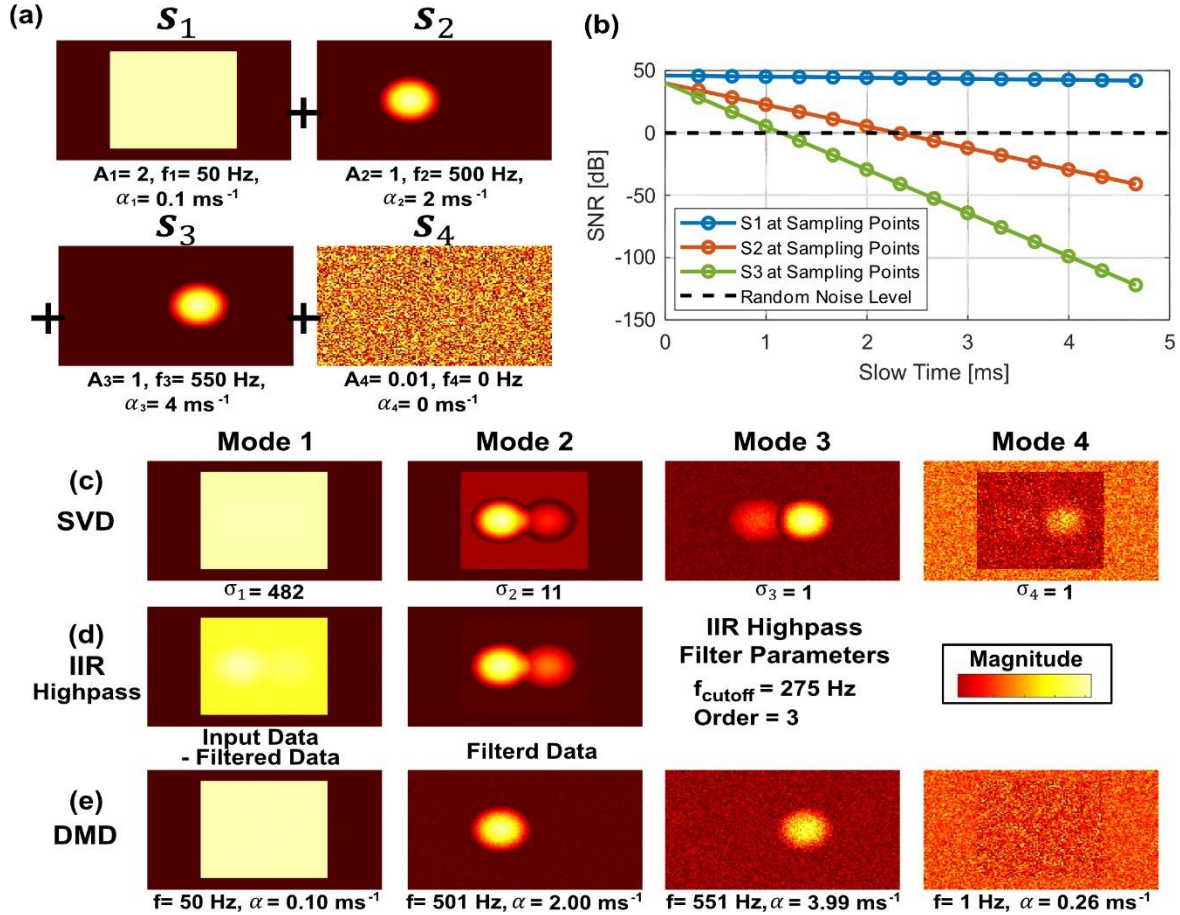 (a)
S1
S2
+
A1= 2, f1= 50 Hz,
α1= 0.1 ms-1
A2= 1, f2= 500 Hz,
α2= 2 ms-1
S3
S4
+
+
A3= 1, f3= 550 Hz,
α3= 4 ms-1
A4= 0.01, f4= 0 Hz
α4= 0 ms-1
(b)
50
0
-50
-100
-150
SNR [dB]
S1 at Sampling Points
S2 at Sampling Points
S3 at Sampling Points
Random Noise Level
0 1 2 3 4 5
Slow Time [ms]
Mode 1 Mode 2 Mode 3 Mode 4
(c)
SVD
σ1 = 482 σ2 = 11 σ3 = 1 σ4 = 1
(d)
IIR
Highpass
Input Data
- Filtered Data
Filterd Data
IIR Highpass
Filter Parameters
fcutoff = 275 Hz
Order = 3
Magnitude
(e)
DMD
f= 50 Hz, α = 0.10 ms-1
f= 501 Hz, α = 2.00 ms-1
f= 551 Hz, α = 3.99 ms-1
f= 1 Hz, α = 0.26 ms-1